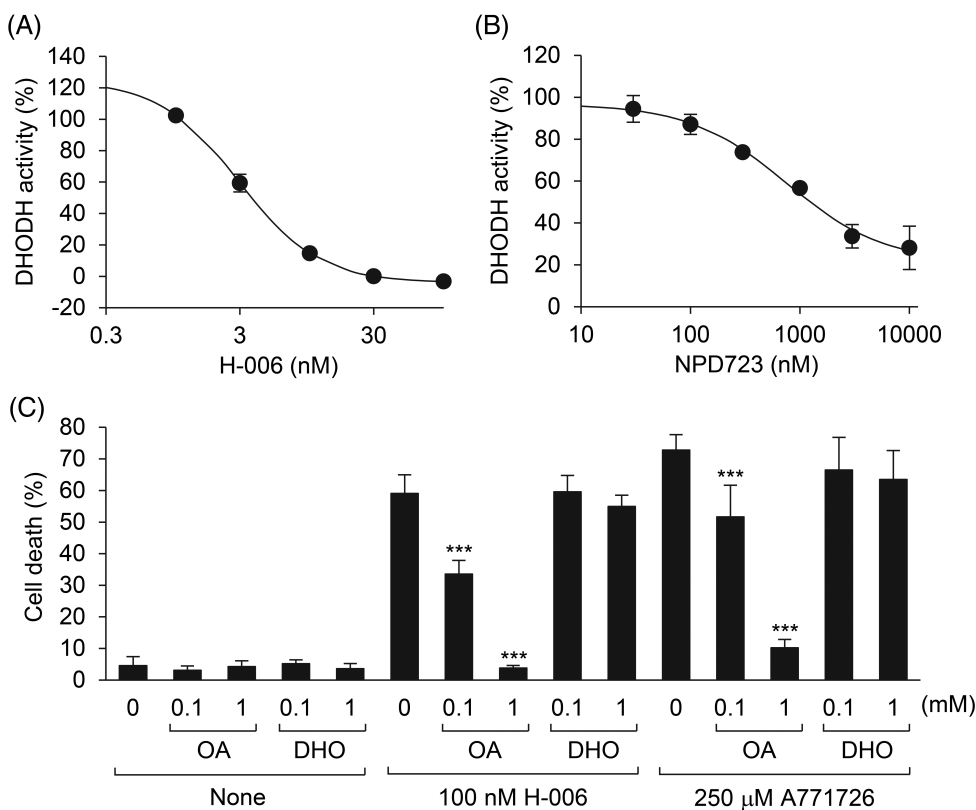 (A)
140
120
100
80
60
40
20
0
-20
DHODH activity (%)
0.3 3 30
H-006 (nM)
(B)
120
100
80
60
40
20
0
DHODH activity (%)
10 100 1000 10000
NPD723 (nM)
(C)
80
70
60
50
40
30
20
10
0
Cell death (%)
*** *** *** ***
0 0.1 1 0.1 1 0 0.1 1 0.1 1 0 0.1 1 0.1 1 (mM)
OA DHO OA DHO OA DHO
None 100 nM H-006 250 μM A771726